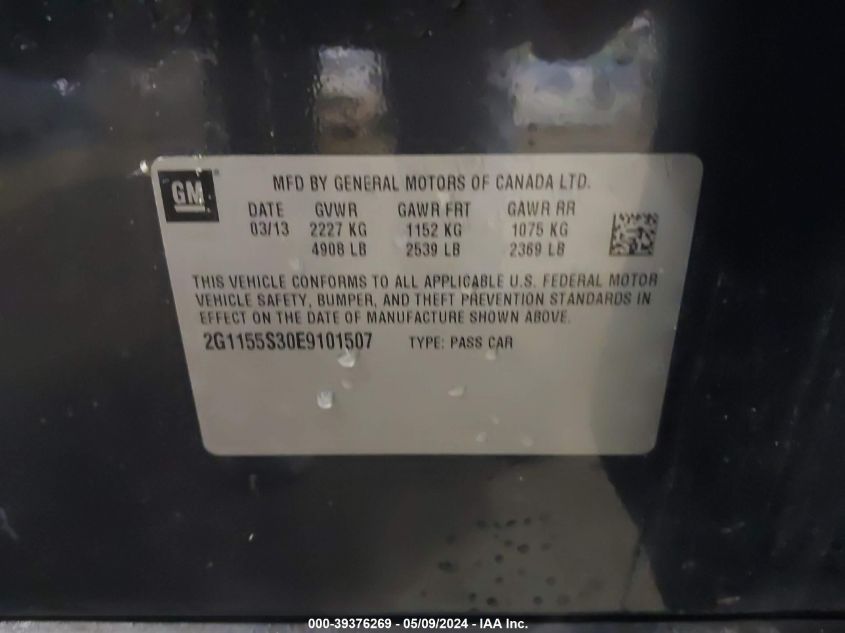 GM
MFD BY GENERAL MOTORS OF CANADA LTD.
DATE GVWR GAWR FRT GAWR RR
03/13 2227 KG 1152 KG 1075 KG
4908 LB 2539 LB 2369 LB
THIS VEHICLE CONFORMS TO ALL APPLICABLE U.S. FEDERAL MOTOR
VEHICLE SAFETY, BUMPER, AND THEFT PREVENTION STANDARDS IN
EFFECT ON THE DATE OF MANUFACTURE SHOWN ABOVE.
2G1155S30E9101507 TYPE: PASS CAR
000-39376269 - 05/09/2024 - IAA Inc.